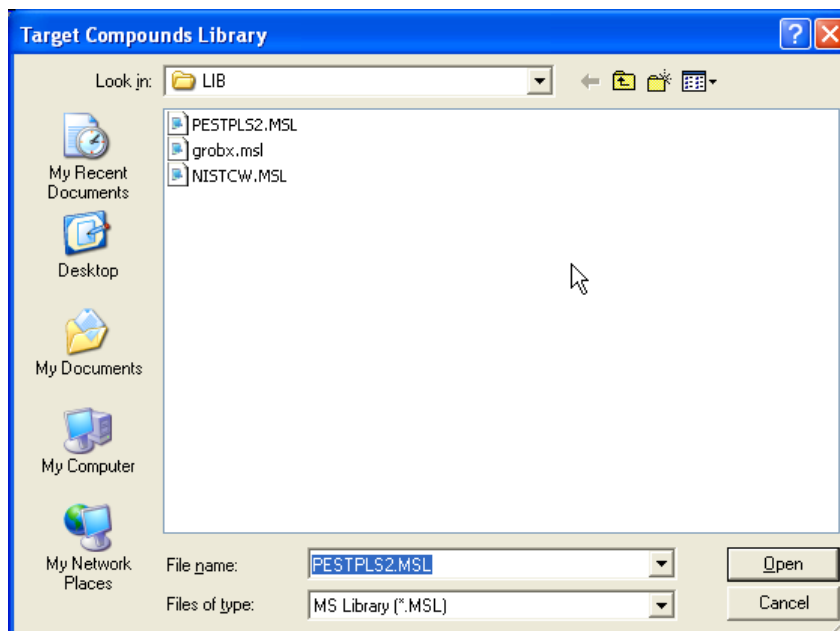 Target Compounds Library
Look in: LIB
PESTPLS2.MSL
grobx.msl
NISTCW.MSL
My Recent
Documents
Desktop
My Documents
My Computer
My Network
Places
File name: PESTPLS2.MSL Open
Files of type: MS Library (*.MSL) Cancel